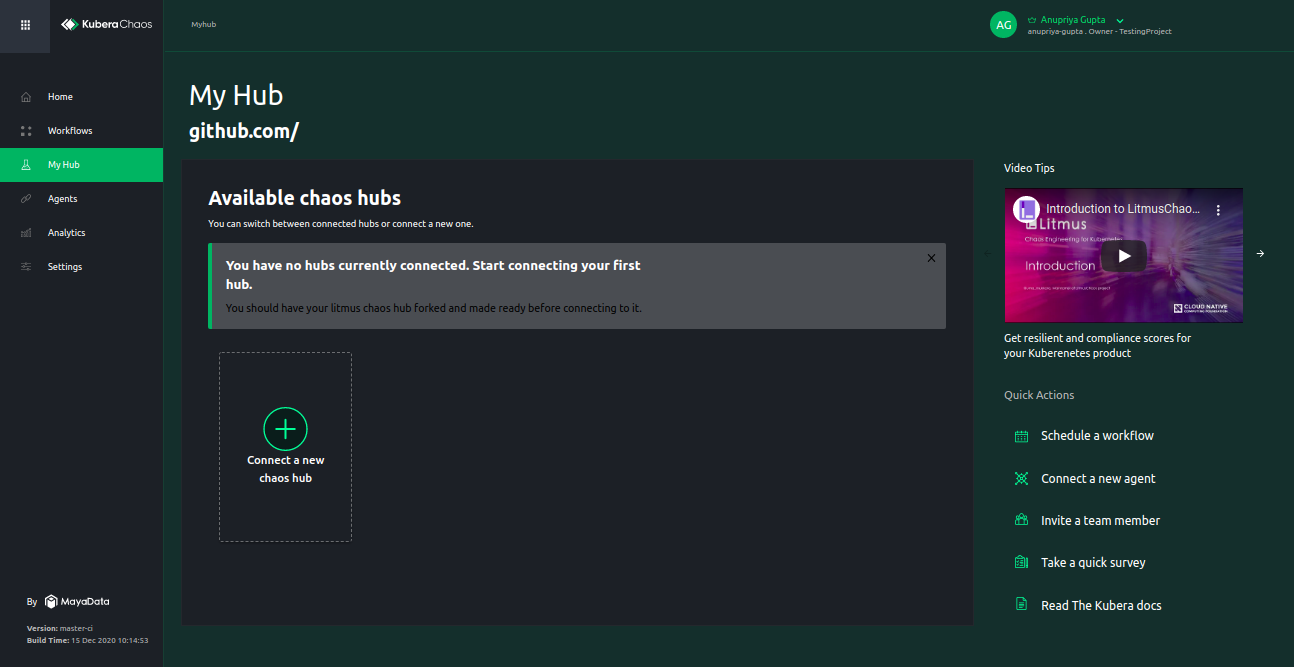 KuberaChaos
Myhub
AG
Anupriya Gupta
anupriya-gupta . Owner - TestingProject
Home
Workflows
My Hub
Agents
Analytics
Settings
By MayaData
Version: master-ci
Build Time: 15 Dec 2020 10:14:53
My Hub
github.com/
Available chaos hubs
You can switch between connected hubs or connect a new one.
You have no hubs currently connected. Start connecting your first
hub.
You should have your litmus chaos hub forked and made ready before connecting to it.
Connect a new
chaos hub
Video Tips
Introduction to LitmusChao...
Litmus
Chaos Engineering for Kubernetes
Introduction
CLOUD NATIVE
COMPUTING FOUNDATION
Get resilient and compliance scores for
your Kuberenetes product
Quick Actions
Schedule a workflow
Connect a new agent
Invite a team member
Take a quick survey
Read The Kubera docs